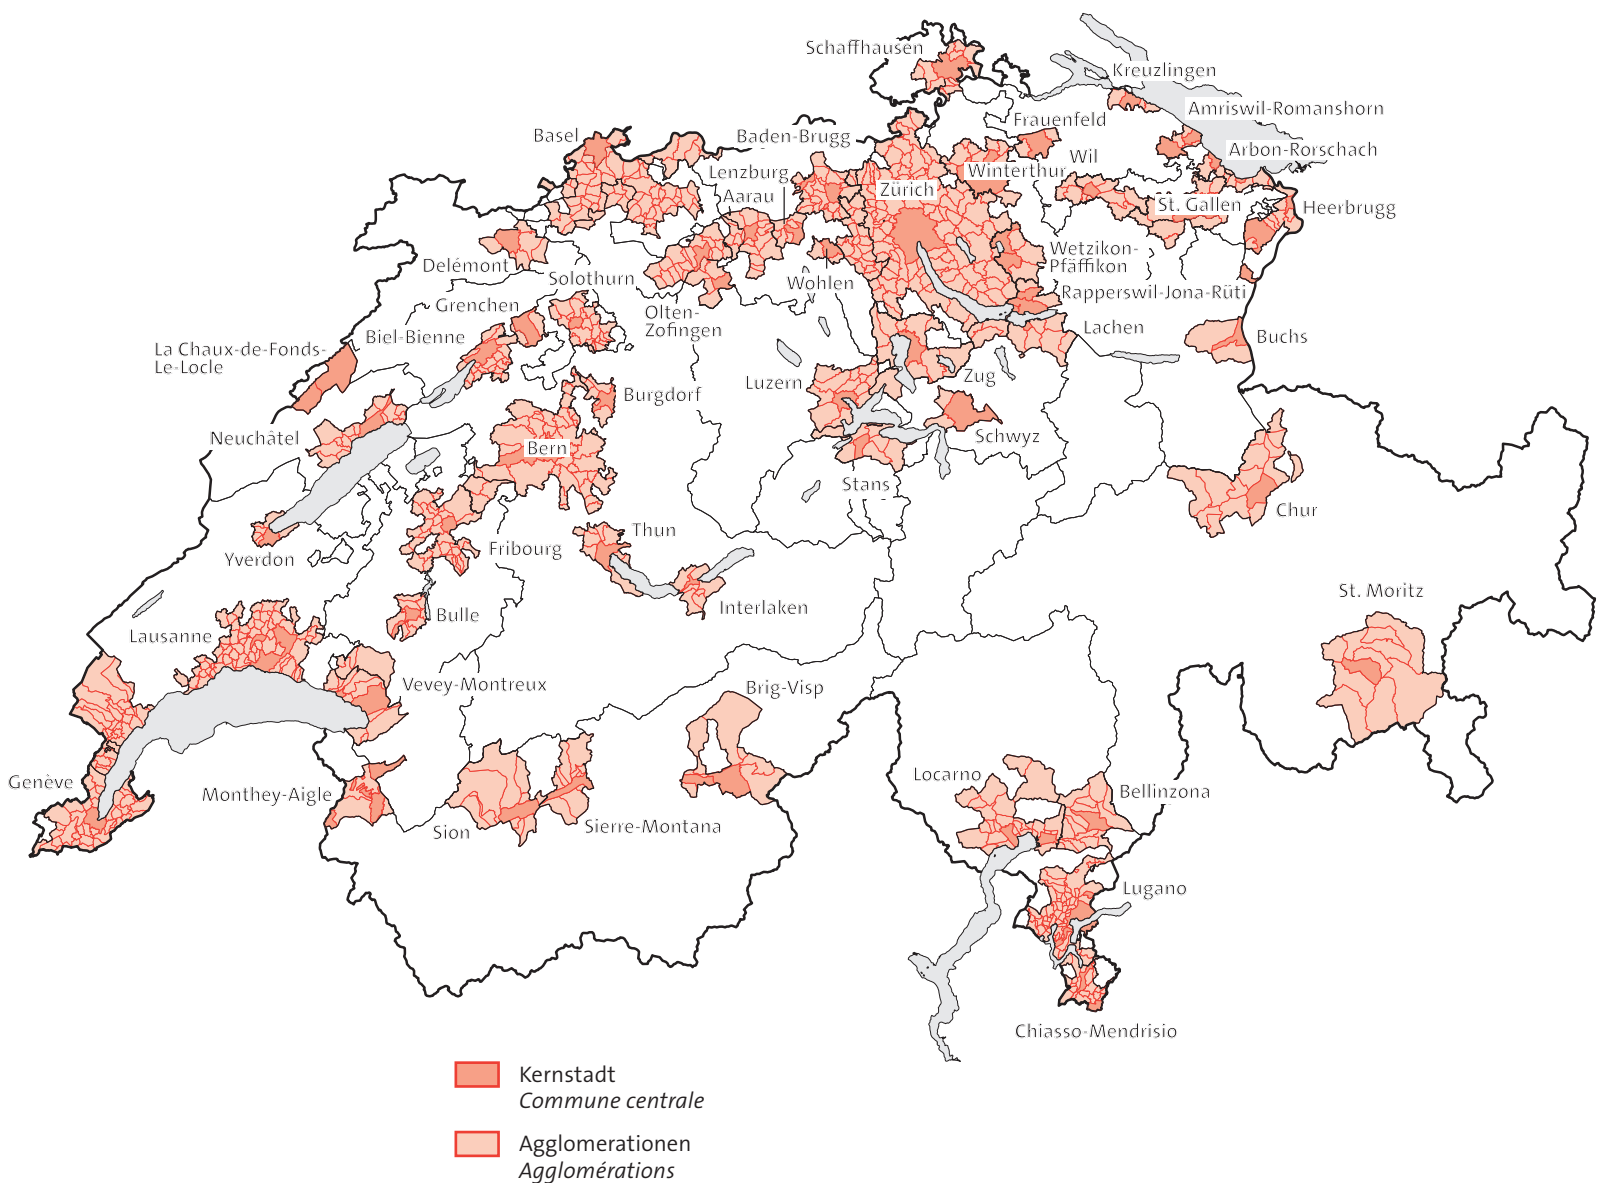 Schaffhausen
Kreuzlingen
Amriswil-Romanshorn
Frauenfeld
Basel
Baden-Brugg
Arbon-Rorschach
Wil
Lenzburg
Winterthur
Aarau
Zürich
St. Gallen
Heerbrugg
Delémont
Wetzikon-
Pfäffikon
Solothurn
Wohlen
Rapperswil-Jona-Rüti
Grenchen
Olten-
Zofingen
Lachen
Biel-Bienne
Buchs
La Chaux-de-Fonds-
Le-Locle
Zug
Luzern
Burgdorf
Neuchâtel
Schwyz
Bern
Stans
Chur
Thun
Fribourg
Yverdon
St. Moritz
Interlaken
Bulle
Lausanne
Vevey-Montreux
Brig-Visp
Locarno
Genève
Bellinzona
Monthey-Aigle
Sion
Sierre-Montana
Lugano
Chiasso-Mendrisio
Kernstadt
Commune centrale
Agglomerationen
Agglomérations